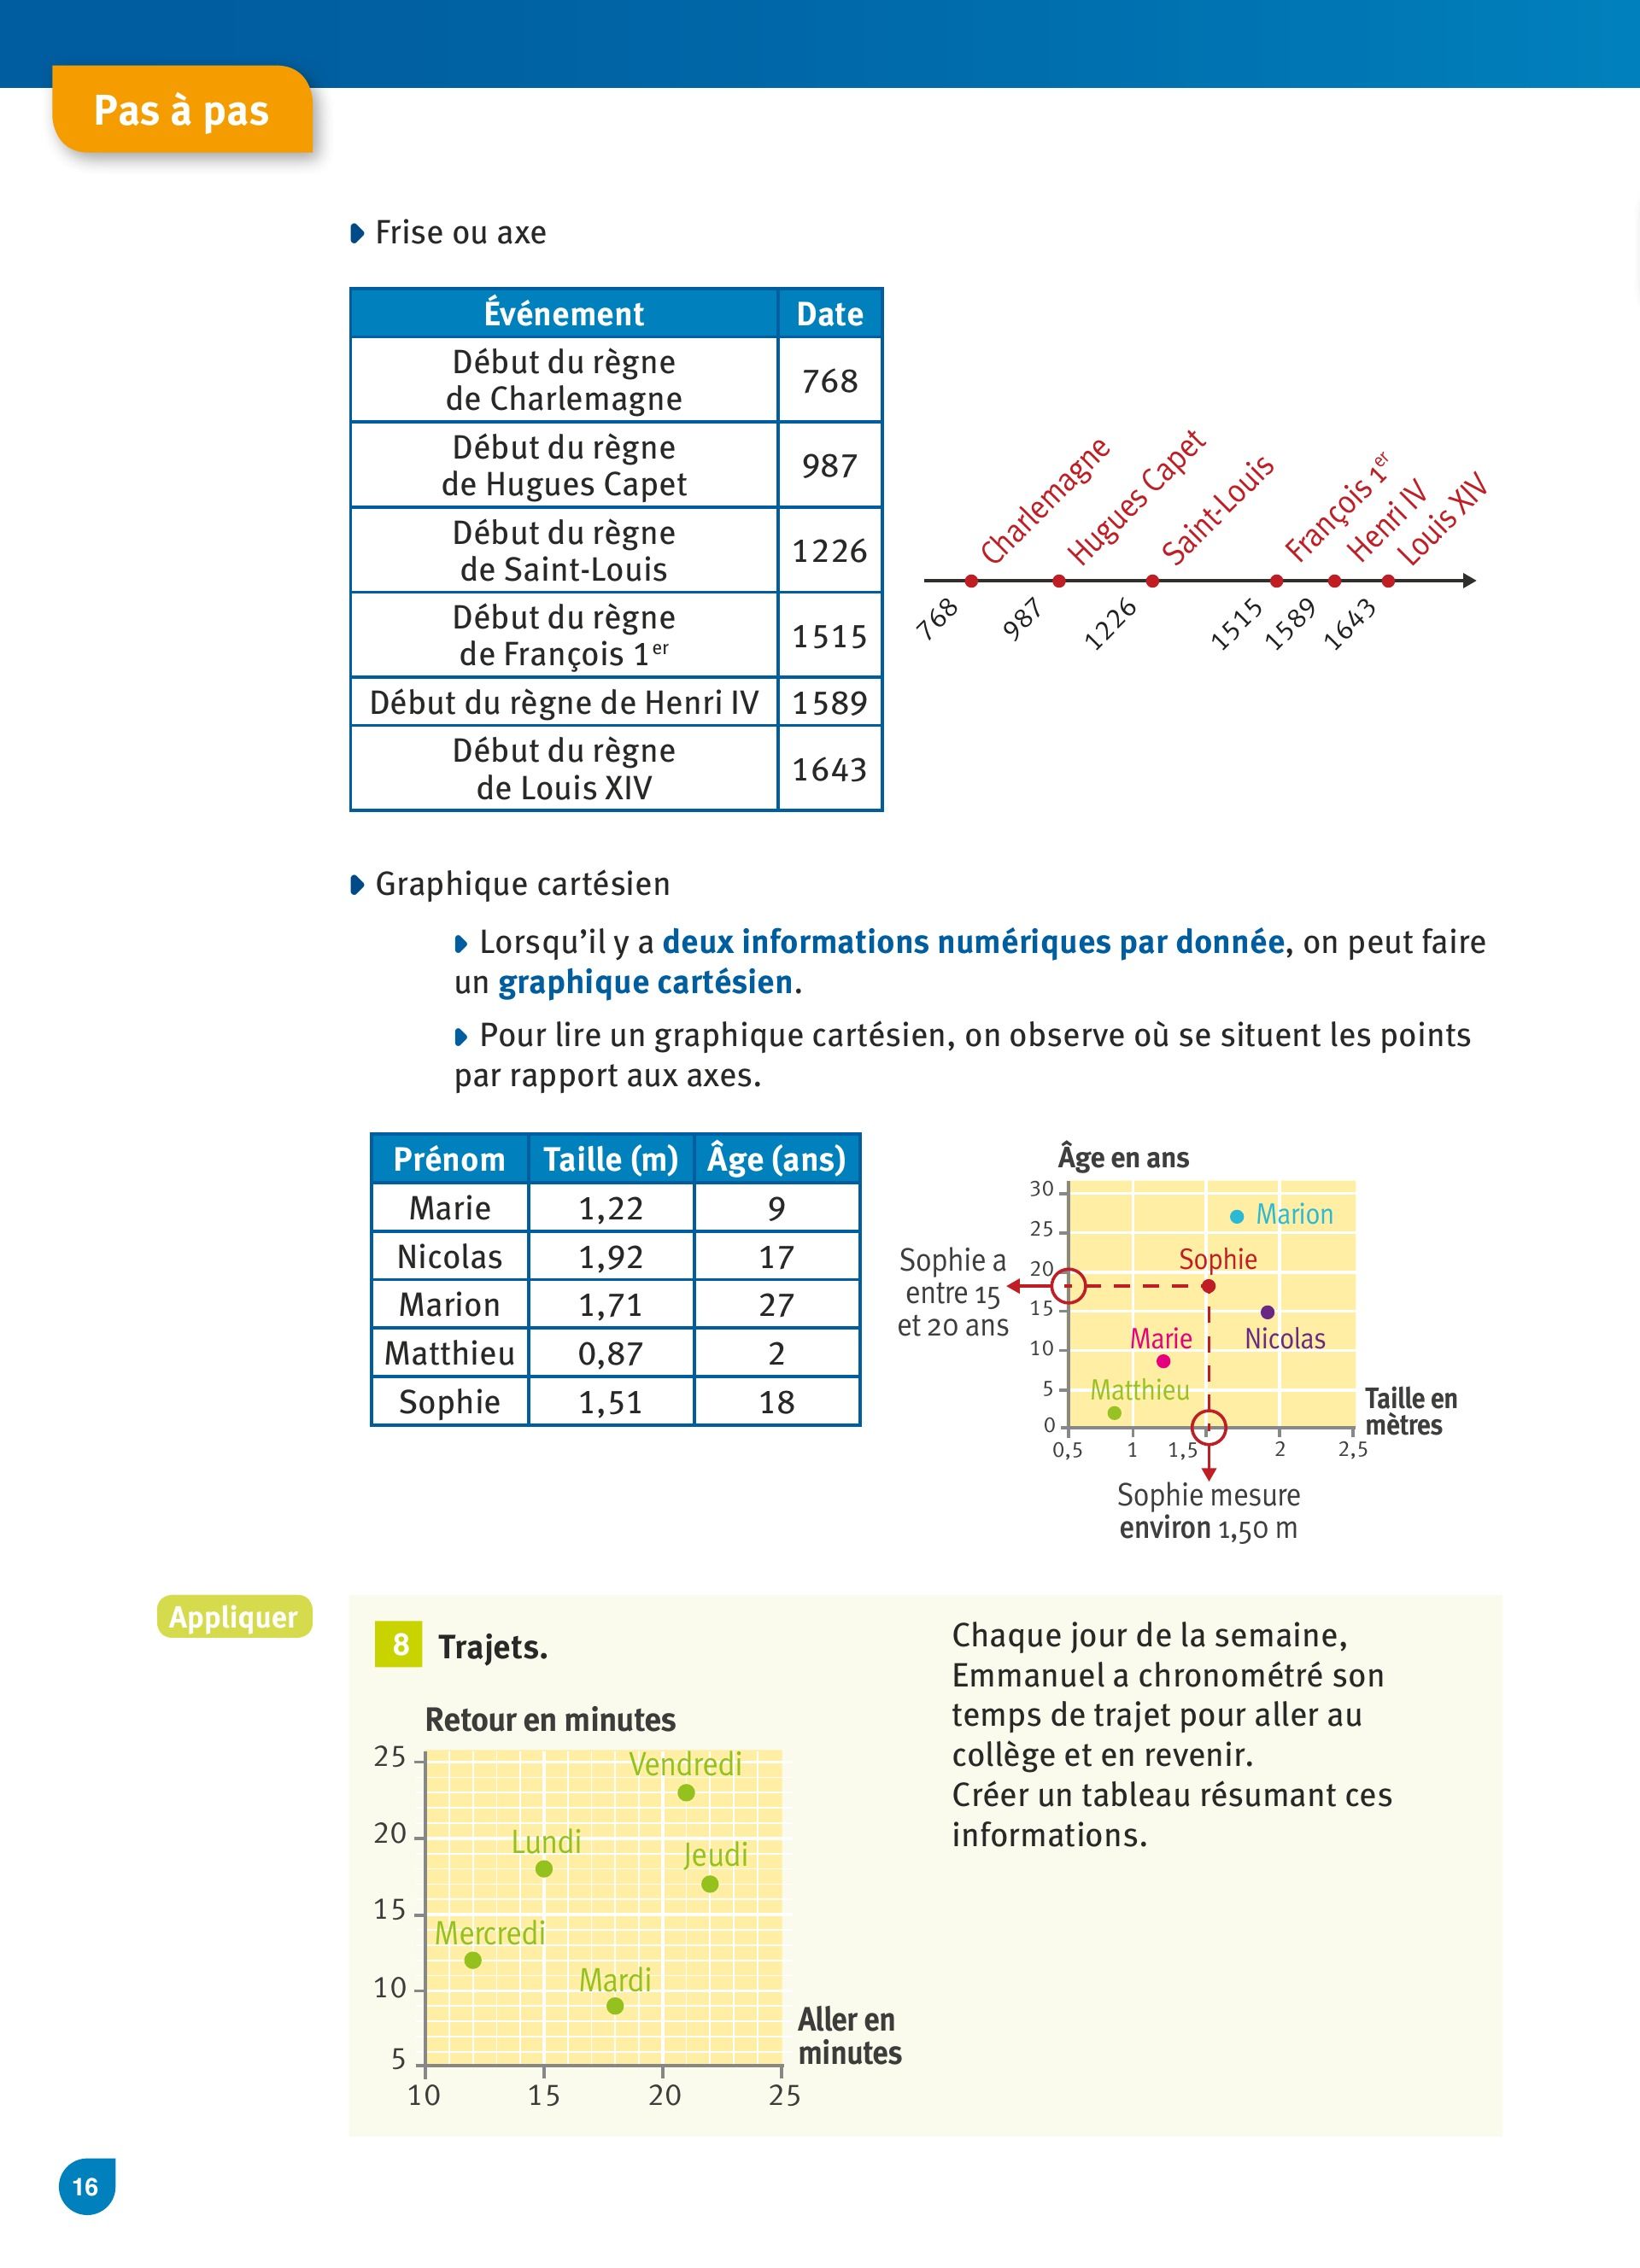 Pas à pas
Frise ou axe
Événement Date
Début du règne
de Charlemagne
768
Début du règne
de Hugues Capet
987
Début du règne
de Saint-Louis
1226
Début du règne
de François 1er
1515
Début du règne de Henri IV 1589
Début du règne
de Louis XIV
1643
Charlemagne
Hugues Capet
Saint-Louis
François 1er
Henri IV
Louis XIV
768
987
1226
1515
1589
1643
Graphique cartésien
Lorsqu'il y a deux informations numériques par donnée, on peut faire
un graphique cartésien.
Pour lire un graphique cartésien, on observe où se situent les points
par rapport aux axes.
Prénom Taille (m) Âge (ans)
Marie 1,22 9
Nicolas 1,92 17
Marion 1,71 27
Matthieu 0,87 2
Sophie 1,51 18
Âge en ans
30
25
20
15
10
5
0
Marion
Sophie
Nicolas
Marie
Matthieu
Sophie a
entre 15
et 20 ans
Taille en
mètres
0,5 1 1,5 2 2,5
Sophie mesure
environ 1,50 m
Appliquer
8 Trajets.
Retour en minutes
25
20
15
10
5
Vendredi
Lundi
Jeudi
Mercredi
Mardi
Aller en
minutes
10 15 20 25
Chaque jour de la semaine,
Emmanuel a chronométré son
temps de trajet pour aller au
collège et en revenir.
Créer un tableau résumant ces
informations.
16